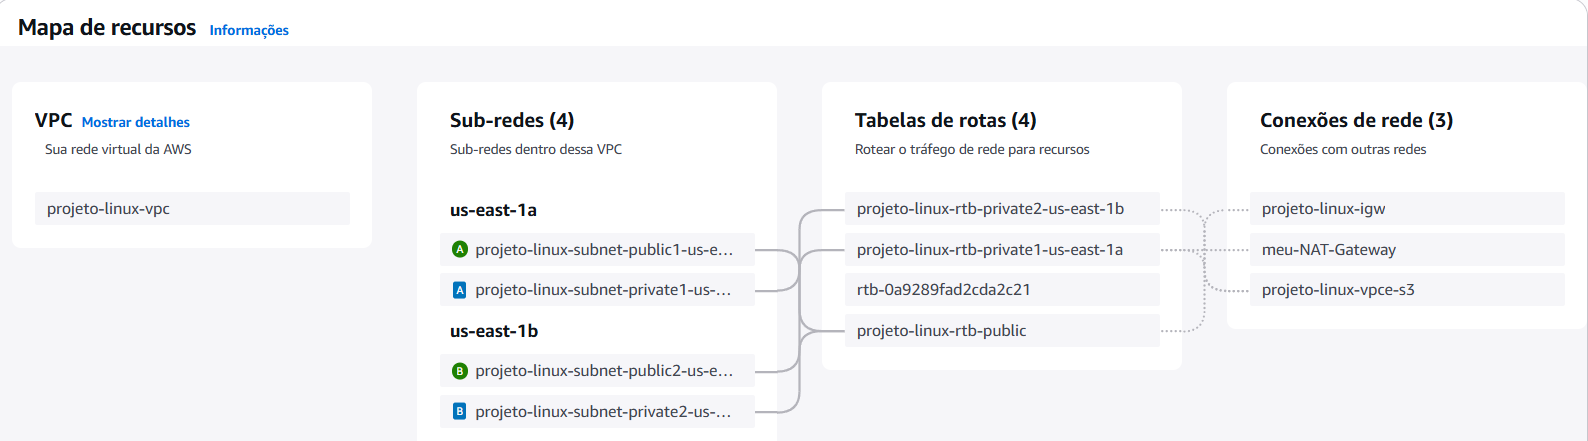 Mapa de recursos Informações
VPC Mostrar detalhes
Sua rede virtual da AWS
projeto-linux-vpc
Sub-redes (4)
Sub-redes dentro dessa VPC
us-east-1a
A projeto-linux-subnet-public1-us-e...
A projeto-linux-subnet-private1-us-...
us-east-1b
B projeto-linux-subnet-public2-us-e...
B projeto-linux-subnet-private2-us-...
Tabelas de rotas (4)
Rotear o tráfego de rede para recursos
projeto-linux-rtb-private2-us-east-1b
projeto-linux-rtb-private1-us-east-1a
rtb-0a9289fad2cda2c21
projeto-linux-rtb-public
Conexões de rede (3)
Conexões com outras redes
projeto-linux-igw
meu-NAT-Gateway
projeto-linux-vpce-s3